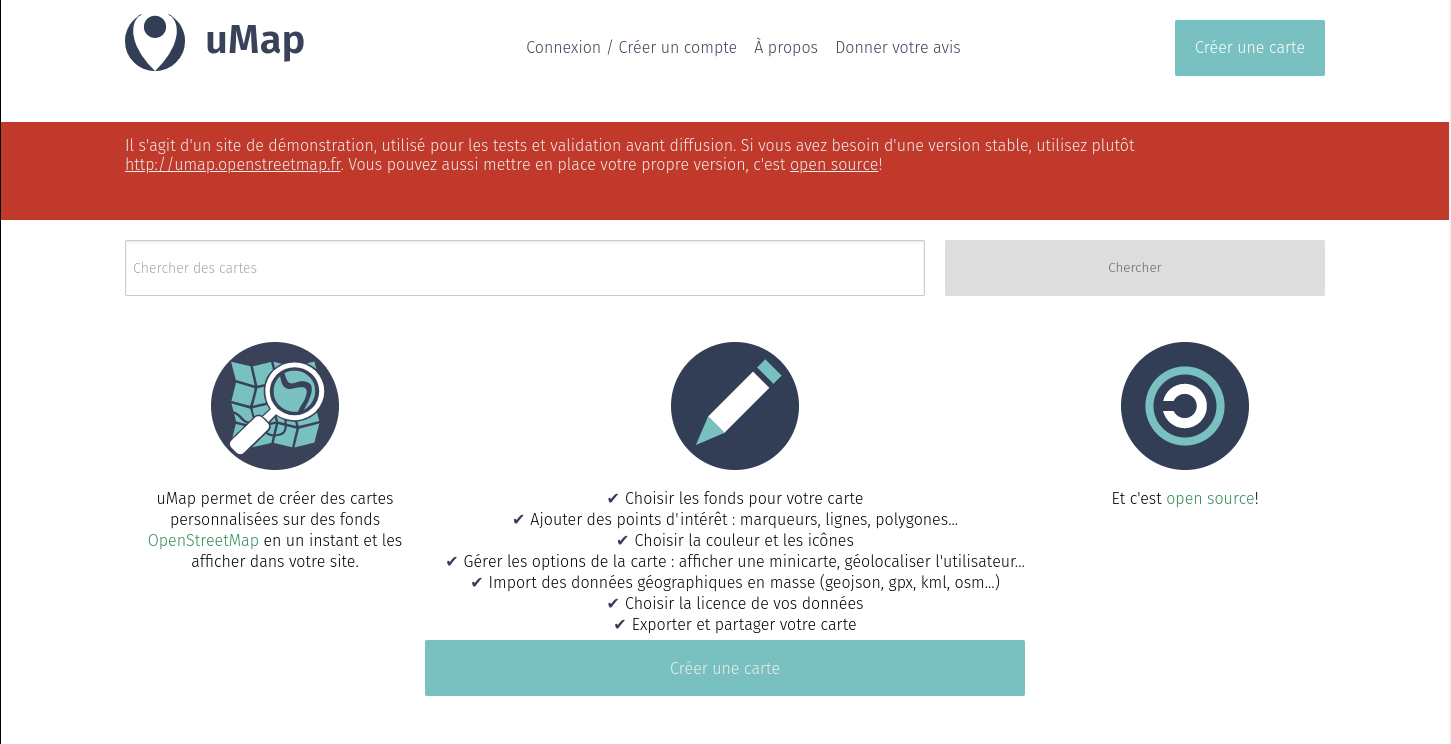 uMap
Connexion / Créer un compte À propos Donner votre avis
Créer une carte
Il s'agit d'un site de démonstration, utilisé pour les tests et validation avant diffusion. Si vous avez besoin d'une version stable, utilisez plutôt
http://umap.openstreetmap.fr. Vous pouvez aussi mettre en place votre propre version, c'est open source!
Chercher des cartes
Chercher
uMap permet de créer des cartes
personnalisées sur des fonds
OpenStreetMap en un instant et les
afficher dans votre site.
✔ Choisir les fonds pour votre carte
✔ Ajouter des points d'intérêt : marqueurs, lignes, polygones...
✔ Choisir la couleur et les icônes
✔ Gérer les options de la carte : afficher une minicarte, géolocaliser l'utilisateur...
✔ Import des données géographiques en masse (geojson, gpx, kml, osm...)
✔ Choisir la licence de vos données
✔ Exporter et partager votre carte
Créer une carte
Et c'est open source!